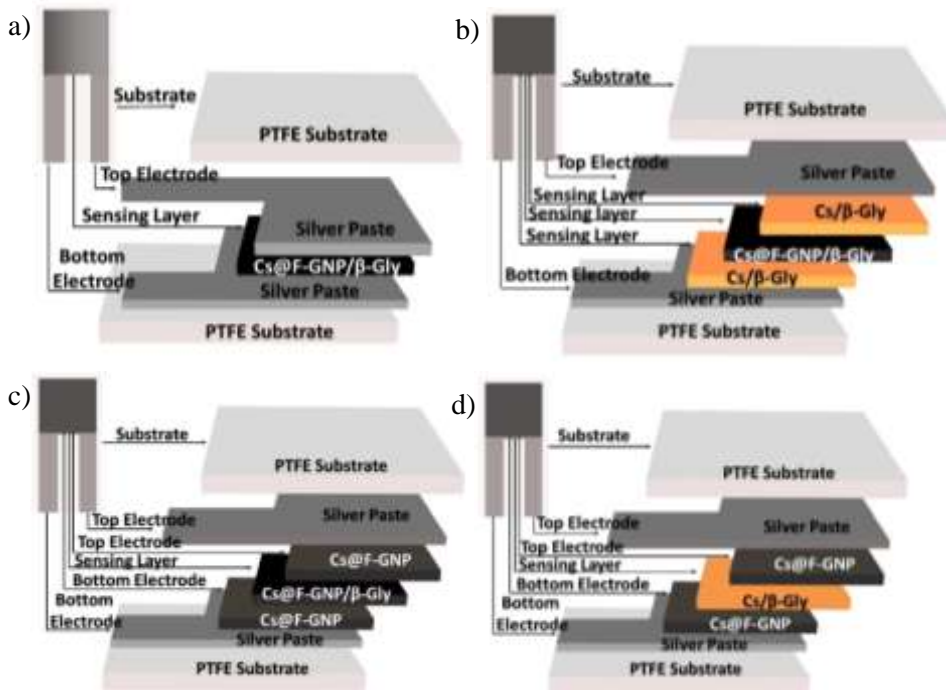 a)
Substrate
PTFE Substrate
Top Electrode
Sensing Layer
Silver Paste
Bottom
Electrode
Cs@F-GNP/β-Gly
Silver Paste
PTFE Substrate
b)
Substrate
PTFE Substrate
Top Electrode
Silver Paste
Sensing Layer
Sensing layer
Cs/β-Gly
Sensing Layer
Cs@F-GNP/β-Gly
Bottom Electrode
Cs/β-Gly
Silver Paste
PTFE Substrate
c)
Substrate
PTFE Substrate
Silver Paste
Top Electrode
Top Electrode
Sensing Layer
Cs@F-GNP
Bottom Electrode
Cs@F-GNP/β-Gly
Bottom
Electrode
Cs@F-GNP
Silver Paste
PTFE Substrate
d)
Substrate
PTFE Substrate
Top Electrode
Silver Paste
Top Electrode
Sensing Layer
Cs@F-GNP
Bottom Electrode
Cs/β-Gly
Bottom
Electrode
Cs@F-GNP
Silver Paste
PTFE Substrate